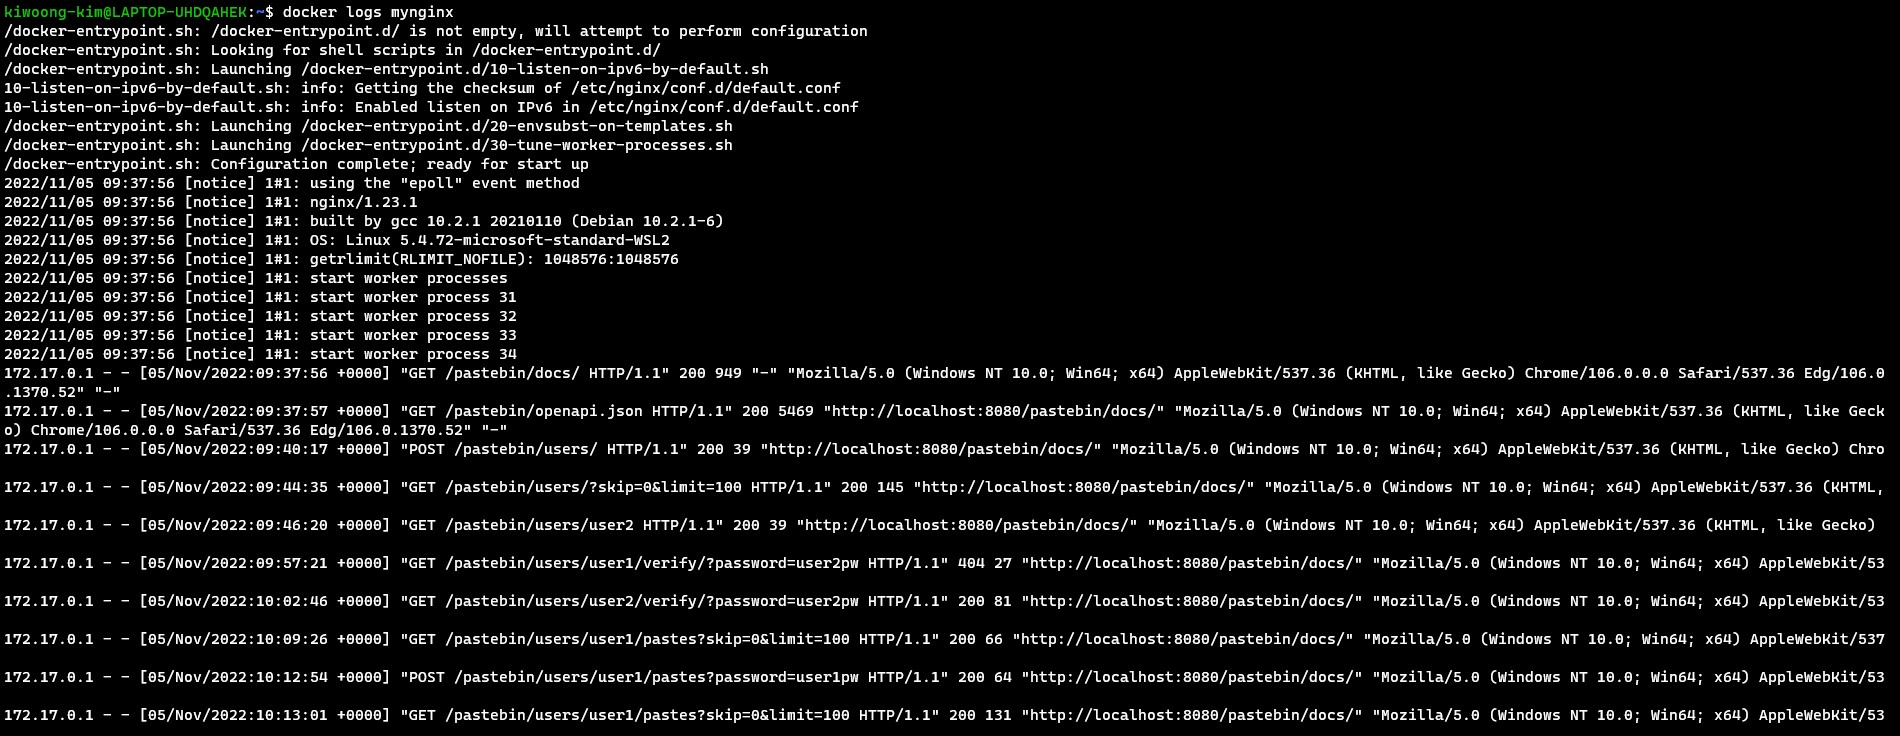 kiwoong-kim@LAPTOP-UHDQAHEK:~$ docker logs mynginx
/docker-entrypoint.sh: /docker-entrypoint.d/ is not empty, will attempt to perform configuration
/docker-entrypoint.sh: Looking for shell scripts in /docker-entrypoint.d/
/docker-entrypoint.sh: Launching /docker-entrypoint.d/10-listen-on-ipv6-by-default.sh
10-listen-on-ipv6-by-default.sh: info: Getting the checksum of /etc/nginx/conf.d/default.conf
10-listen-on-ipv6-by-default.sh: info: Enabled listen on IPv6 in /etc/nginx/conf.d/default.conf
/docker-entrypoint.sh: Launching /docker-entrypoint.d/20-envsubst-on-templates.sh
/docker-entrypoint.sh: Launching /docker-entrypoint.d/30-tune-worker-processes.sh
/docker-entrypoint.sh: Configuration complete; ready for start up
2022/11/05 09:37:56 [notice] 1#1: using the "epoll" event method
2022/11/05 09:37:56 [notice] 1#1: nginx/1.23.1
2022/11/05 09:37:56 [notice] 1#1: built by gcc 10.2.1 20210110 (Debian 10.2.1-6)
2022/11/05 09:37:56 [notice] 1#1: OS: Linux 5.4.72-microsoft-standard-WSL2
2022/11/05 09:37:56 [notice] 1#1: getrlimit(RLIMIT_NOFILE): 1048576:1048576
2022/11/05 09:37:56 [notice] 1#1: start worker processes
2022/11/05 09:37:56 [notice] 1#1: start worker process 31
2022/11/05 09:37:56 [notice] 1#1: start worker process 32
2022/11/05 09:37:56 [notice] 1#1: start worker process 33
2022/11/05 09:37:56 [notice] 1#1: start worker process 34
172.17.0.1 - - [05/Nov/2022:09:37:56 +0000] "GET /pastebin/docs/ HTTP/1.1" 200 949 "-" "Mozilla/5.0 (Windows NT 10.0; Win64; x64) AppleWebKit/537.36 (KHTML, like Gecko) Chrome/106.0.0.0 Safari/537.36 Edg/106.0
.1370.52" "-"
172.17.0.1 - - [05/Nov/2022:09:37:57 +0000] "GET /pastebin/openapi.json HTTP/1.1" 200 5469 "http://localhost:8080/pastebin/docs/" "Mozilla/5.0 (Windows NT 10.0; Win64; x64) AppleWebKit/537.36 (KHTML, like Geck
o) Chrome/106.0.0.0 Safari/537.36 Edg/106.0.1370.52" "-"
172.17.0.1 - - [05/Nov/2022:09:40:17 +0000] "POST /pastebin/users/ HTTP/1.1" 200 39 "http://localhost:8080/pastebin/docs/" "Mozilla/5.0 (Windows NT 10.0; Win64; x64) AppleWebKit/537.36 (KHTML, like Gecko) Chro
172.17.0.1 - - [05/Nov/2022:09:44:35 +0000] "GET /pastebin/users/?skip=0&limit=100 HTTP/1.1" 200 145 "http://localhost:8080/pastebin/docs/" "Mozilla/5.0 (Windows NT 10.0; Win64; x64) AppleWebKit/537.36 (KHTML,
172.17.0.1 - - [05/Nov/2022:09:46:20 +0000] "GET /pastebin/users/user2 HTTP/1.1" 200 39 "http://localhost:8080/pastebin/docs/" "Mozilla/5.0 (Windows NT 10.0; Win64; x64) AppleWebKit/537.36 (KHTML, like Gecko)
172.17.0.1 - - [05/Nov/2022:09:57:21 +0000] "GET /pastebin/users/user1/verify/?password=user2pw HTTP/1.1" 404 27 "http://localhost:8080/pastebin/docs/" "Mozilla/5.0 (Windows NT 10.0; Win64; x64) AppleWebKit/53
172.17.0.1 - - [05/Nov/2022:10:02:46 +0000] "GET /pastebin/users/user2/verify/?password=user2pw HTTP/1.1" 200 81 "http://localhost:8080/pastebin/docs/" "Mozilla/5.0 (Windows NT 10.0; Win64; x64) AppleWebKit/53
172.17.0.1 - - [05/Nov/2022:10:09:26 +0000] "GET /pastebin/users/user1/pastes?skip=0&limit=100 HTTP/1.1" 200 66 "http://localhost:8080/pastebin/docs/" "Mozilla/5.0 (Windows NT 10.0; Win64; x64) AppleWebKit/537
172.17.0.1 - - [05/Nov/2022:10:12:54 +0000] "POST /pastebin/users/user1/pastes?password=user1pw HTTP/1.1" 200 64 "http://localhost:8080/pastebin/docs/" "Mozilla/5.0 (Windows NT 10.0; Win64; x64) AppleWebKit/53
172.17.0.1 - - [05/Nov/2022:10:13:01 +0000] "GET /pastebin/users/user1/pastes?skip=0&limit=100 HTTP/1.1" 200 131 "http://localhost:8080/pastebin/docs/" "Mozilla/5.0 (Windows NT 10.0; Win64; x64) AppleWebKit/53